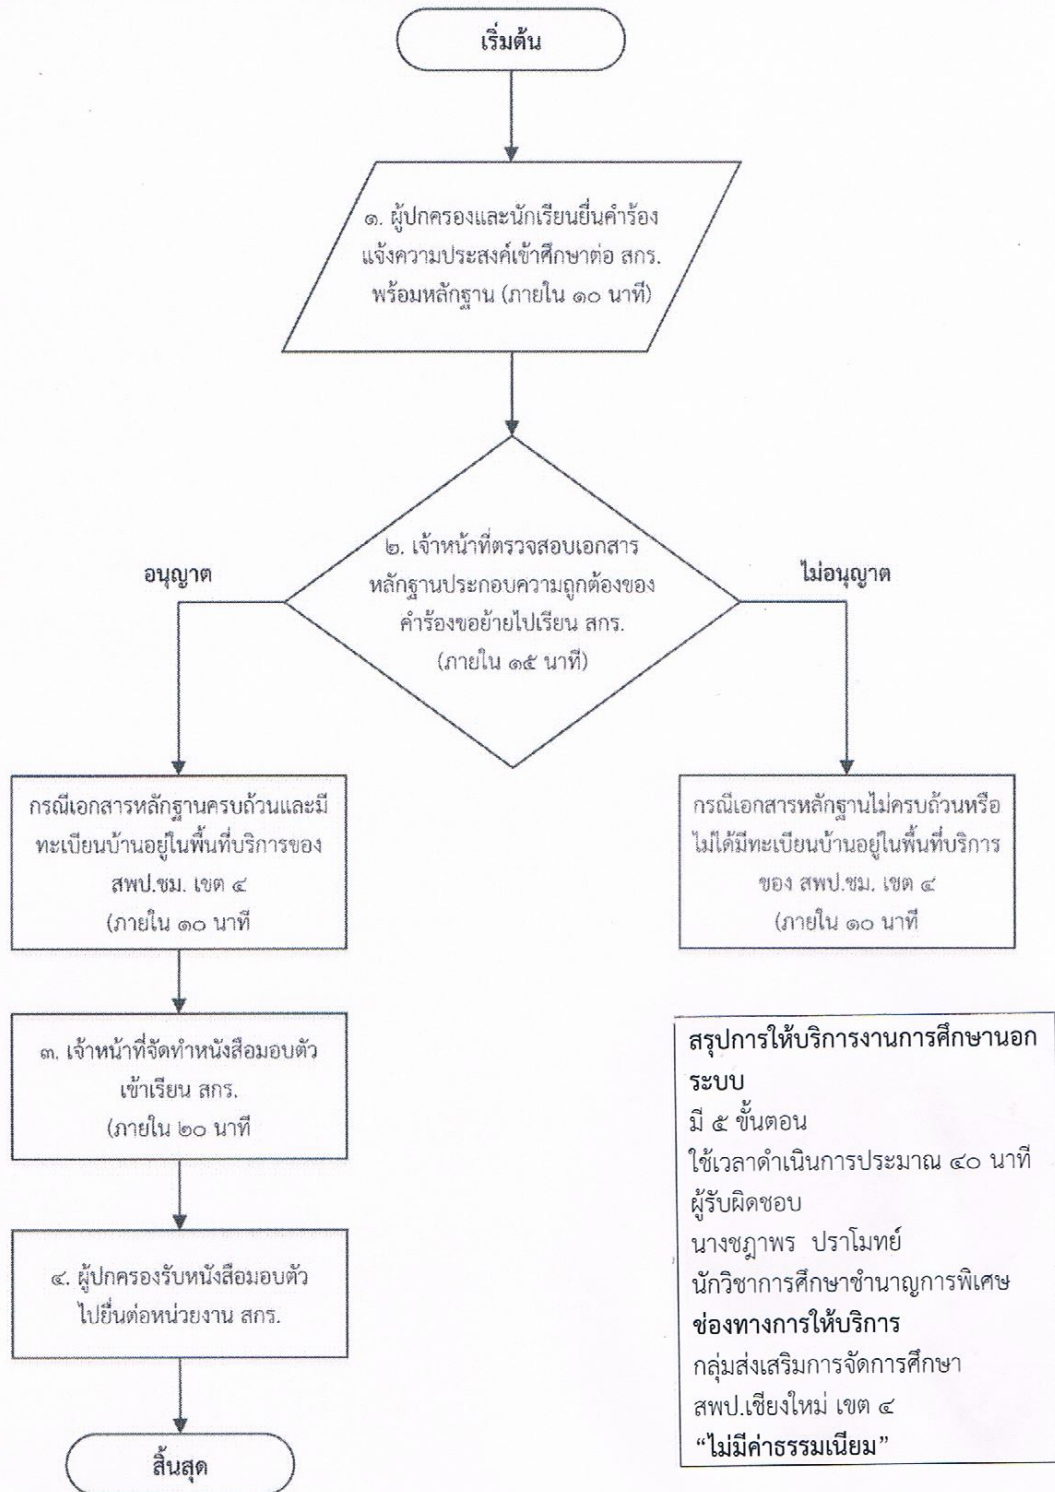 เริ่มต้น
๑. ผู้ปกครองและนักเรียนยื่นคำร้อง
แจ้งความประสงค์เข้าศึกษาต่อ สกร.
พร้อมหลักฐาน (ภายใน ๑๐ นาที)
๒. เจ้าหน้าที่ตรวจสอบเอกสาร
หลักฐานประกอบความถูกต้องของ
คำร้องขอย้ายไปเรียน สกร.
(ภายใน ๑๕ นาที)
อนุญาต
ไม่อนุญาต
กรณีเอกสารหลักฐานครบถ้วนและมี
ทะเบียนบ้านอยู่ในพื้นที่บริการของ
สพป.ชม. เขต ๔
(ภายใน ๑๐ นาที
กรณีเอกสารหลักฐานไม่ครบถ้วนหรือ
ไม่ได้มีทะเบียนบ้านอยู่ในพื้นที่บริการ
ของ สพป.ชม. เขต ๔
(ภายใน ๑๐ นาที
๓. เจ้าหน้าที่จัดทำหนังสือมอบตัว
เข้าเรียน สกร.
(ภายใน ๒๐ นาที
๔. ผู้ปกครองรับหนังสือมอบตัว
ไปยื่นต่อหน่วยงาน สกร.
สิ้นสุด
สรุปการให้บริการงานการศึกษานอก
ระบบ
มี ๕ ขั้นตอน
ใช้เวลาดำเนินการประมาณ ๔๐ นาที
ผู้รับผิดชอบ
นางชฎาพร ปราโมทย์
นักวิชาการศึกษาชำนาญการพิเศษ
ช่องทางการให้บริการ
กลุ่มส่งเสริมการจัดการศึกษา
สพป.เชียงใหม่ เขต ๔
“ไม่มีค่าธรรมเนียม”